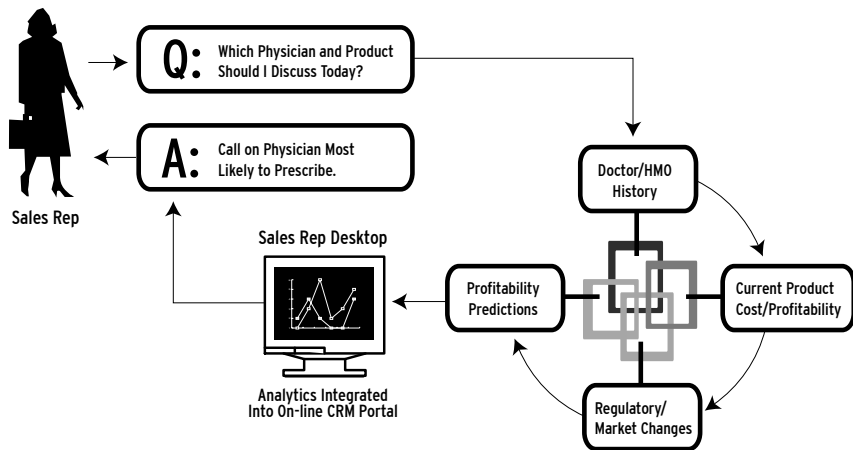 Q: Which Physician and Product
Should I Discuss Today?
A: Call on Physician Most
Likely to Prescribe.
Sales Rep
Doctor/HMO
History
Sales Rep Desktop
Profitability
Predictions
Current Product
Cost/Profitability
Analytics Integrated
Into On-line CRM Portal
Regulatory/
Market Changes